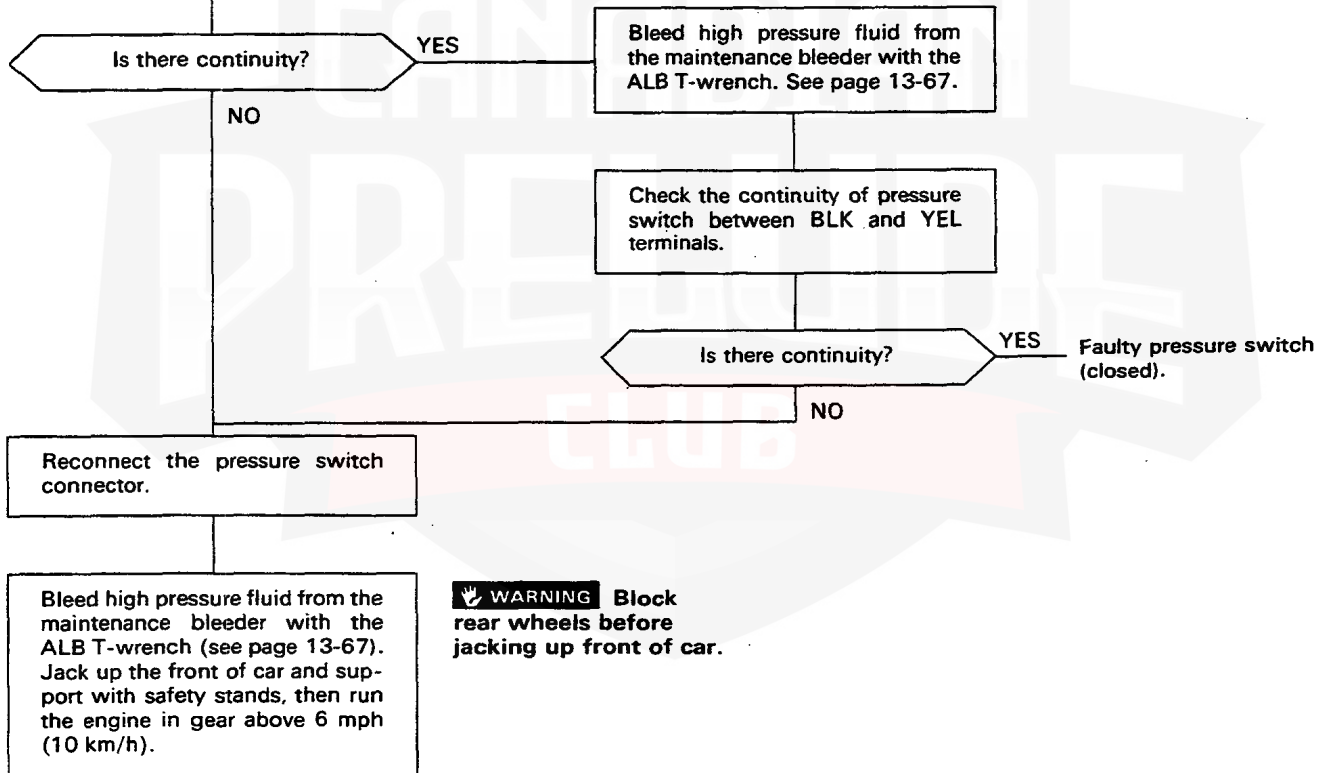 Is there continuity?
YES
Bleed high pressure fluid from
the maintenance bleeder with the
ALB T-wrench. See page 13-67.
NO
Check the continuity of pressure
switch between BLK and YEL
terminals.
Is there continuity?
YES
Faulty pressure switch
(closed).
NO
Reconnect the pressure switch
connector.
Bleed high pressure fluid from the
maintenance bleeder with the
ALB T-wrench (see page 13-67).
Jack up the front of car and sup-
port with safety stands, then run
the engine in gear above 6 mph
(10 km/h).
WARNING Block
rear wheels before
jacking up front of car.
CANADIAN
PRELUDE
CLUB